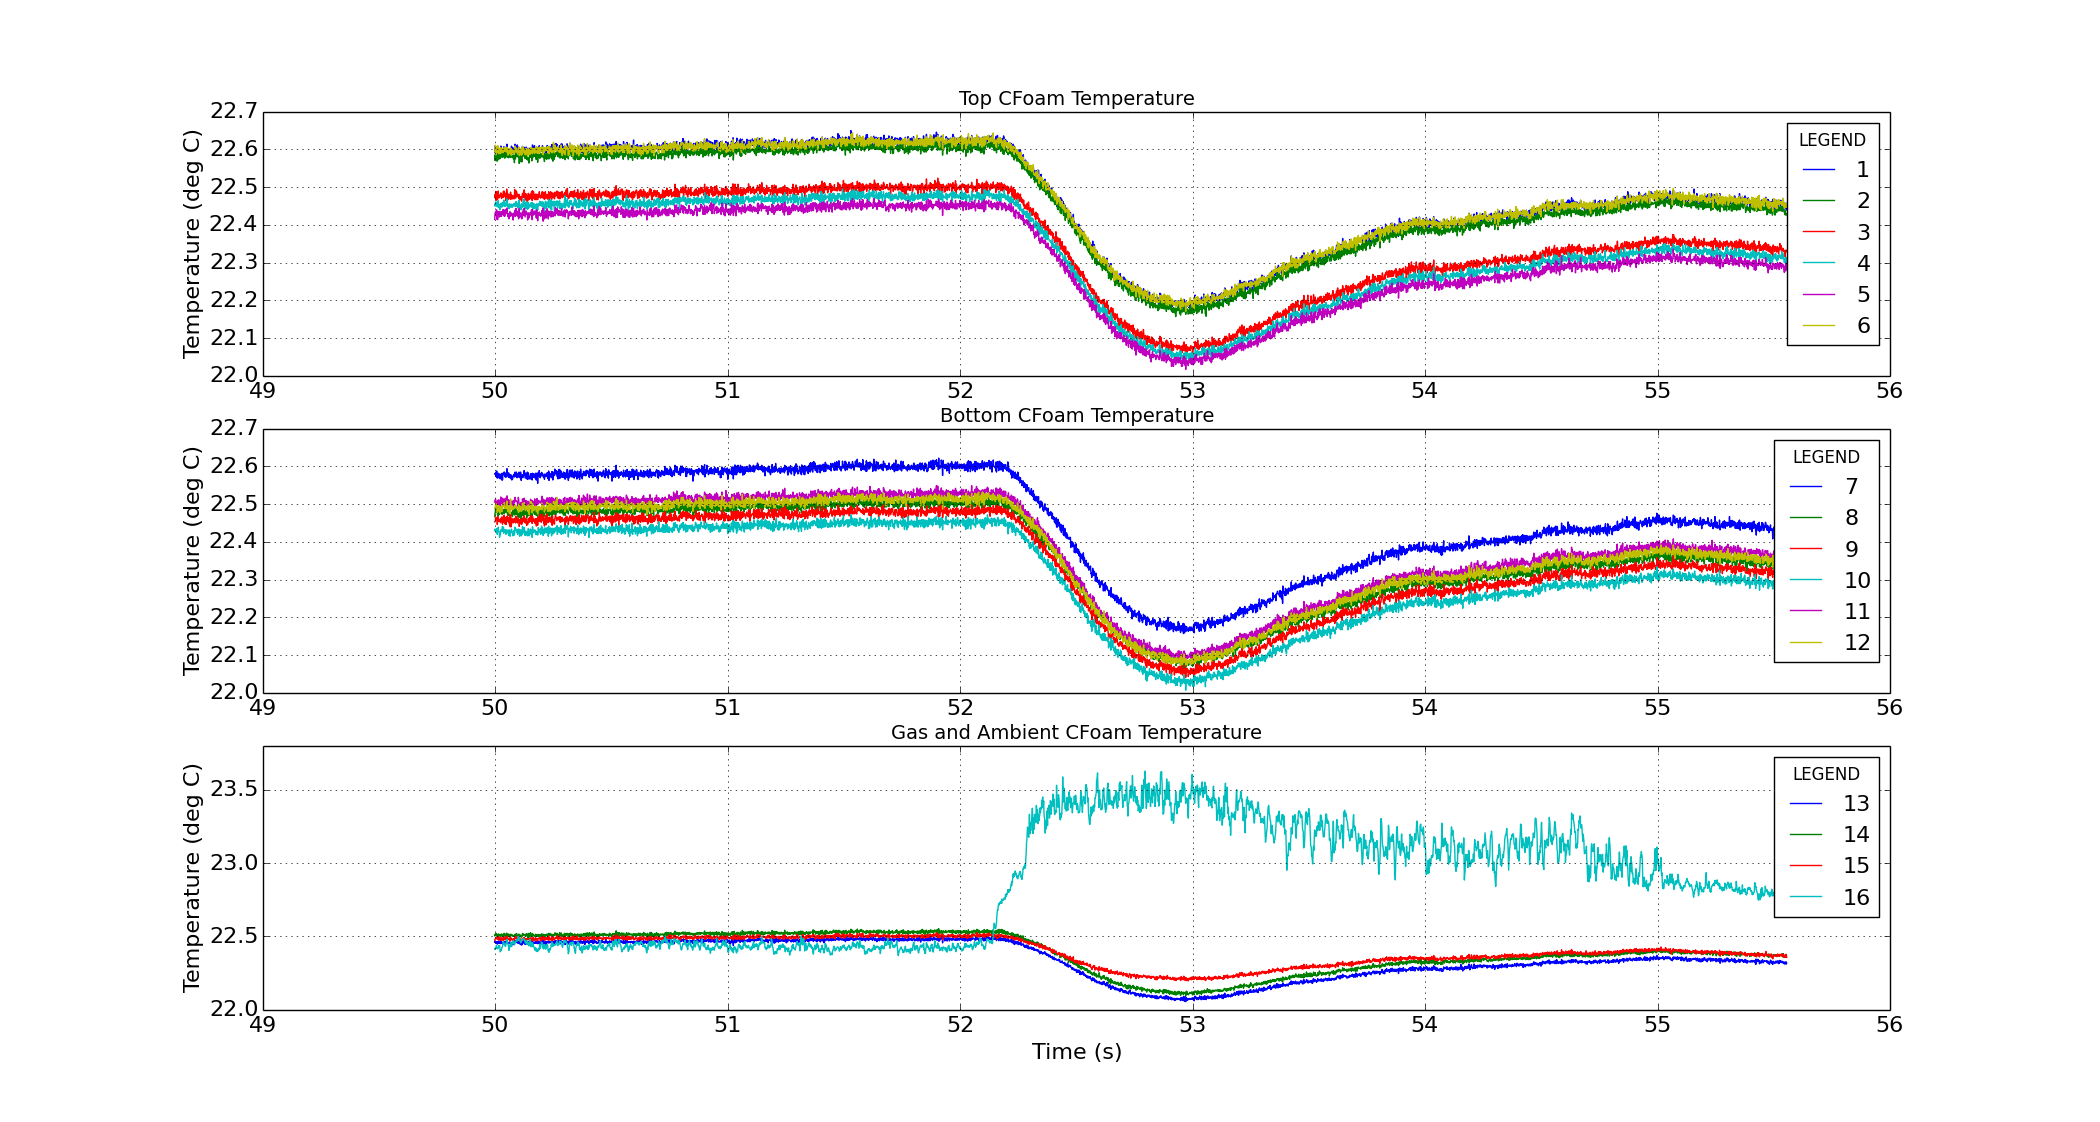 Top CFoam Temperature
Temperature (deg C)
22.7
22.6
22.5
22.4
22.3
22.2
22.1
22.0
49 50 51 52 53 54 55 56
LEGEND
1
2
3
4
5
6
Bottom CFoam Temperature
Temperature (deg C)
22.7
22.6
22.5
22.4
22.3
22.2
22.1
22.0
49 50 51 52 53 54 55 56
LEGEND
7
8
9
10
11
12
Gas and Ambient CFoam Temperature
Temperature (deg C)
23.5
23.0
22.5
22.0
49 50 51 52 53 54 55 56
LEGEND
13
14
15
16
Time (s)